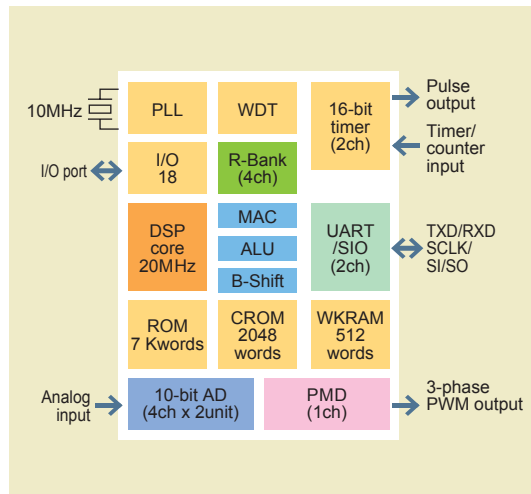 10MHz
PLL
WDT
16-bit
timer
(2ch)
Pulse
output
Timer/
counter
input
I/O port
I/O
18
R-Bank
(4ch)
DSP
core
20MHz
MAC
ALU
B-Shift
UART
/SIO
(2ch)
TXD/RXD
SCLK/
SI/SO
ROM
7 Kwords
CROM
2048
words
WKRAM
512
words
Analog
input
10-bit AD
(4ch x 2unit)
PMD
(1ch)
3-phase
PWM output